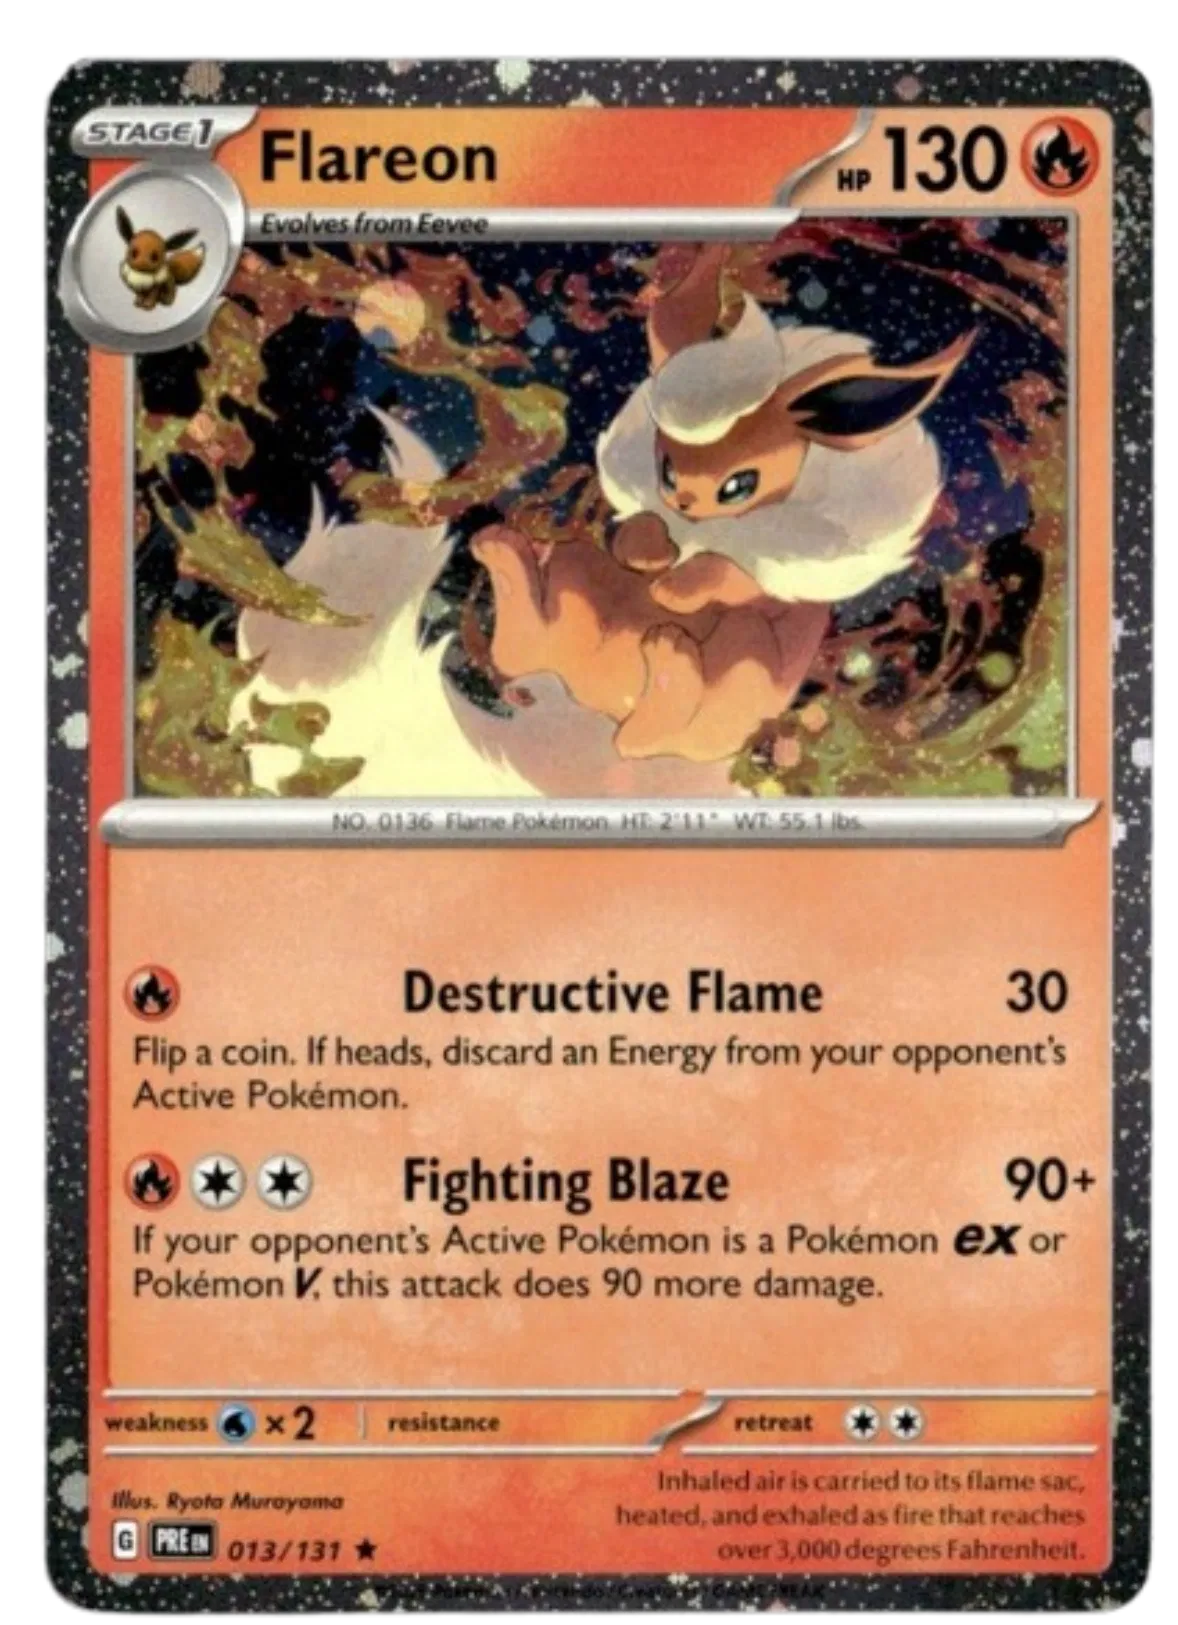 STAGE 1
Flareon
HP 130
Evolves from Eevee
NO. 0136 Flame Pokémon HT: 2'11" WT: 55.1 lbs.
Destructive Flame 30
Flip a coin. If heads, discard an Energy from your opponent's
Active Pokémon.
Fighting Blaze 90+
If your opponent's Active Pokémon is a Pokémon ex or
Pokémon V, this attack does 90 more damage.
weakness ×2 resistance
retreat
Inhaled air is carried to its flame sac,
heated, and exhaled as fire that reaches
over 3,000 degrees Fahrenheit.
Illus. Ryota Murayama
G PRE EN 013/131